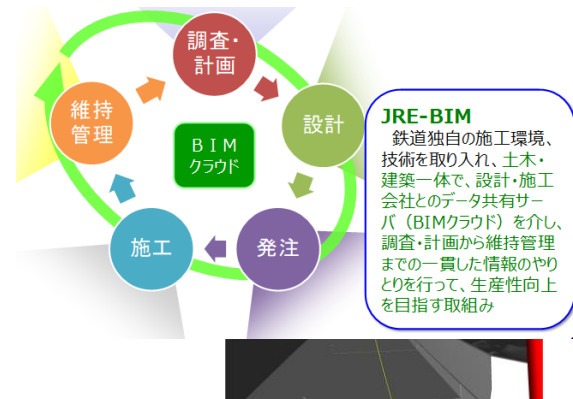 調査・
計画
維持
管理
設計
BIM
クラウド
施工
発注
JRE-BIM
鉄道独自の施工環境、
技術を取り入れ、土木・
建築一体で、設計・施工
会社とのデータ共有サー
バ（BIMクラウド）を介し、
調査・計画から維持管理
までの一貫した情報のやり
とりを行って、生産性向上
を目指す取組み